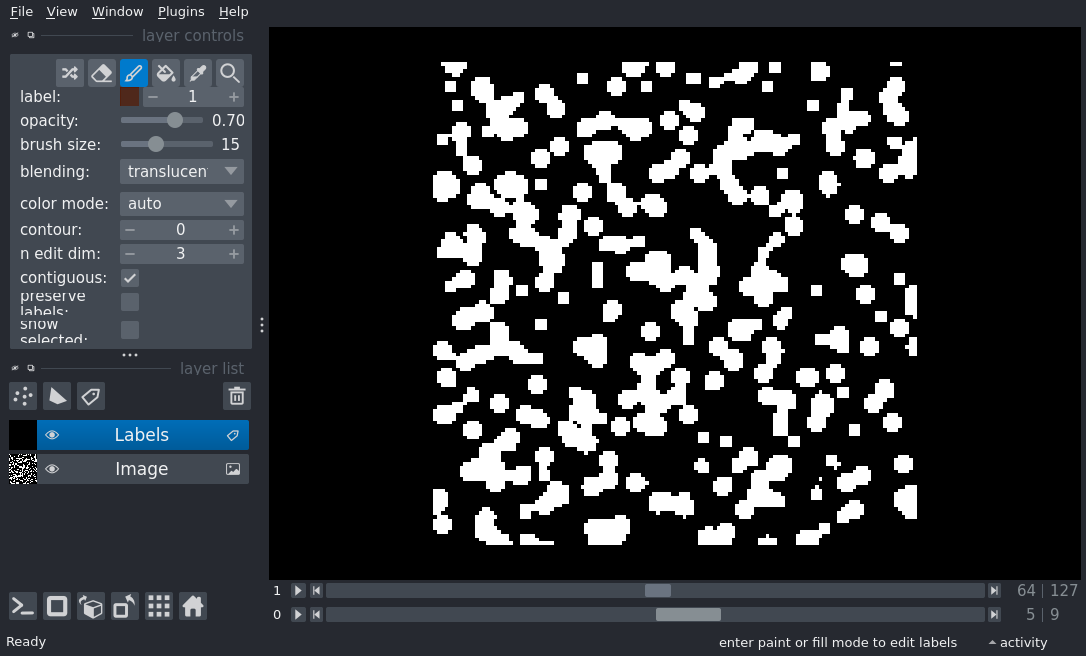 File View Window Plugins Help
layer controls
label: 1
opacity: 0.70
brush size: 15
blending: translucen
color mode: auto
contour: 0
n edit dim: 3
contiguous:
preserve
labels:
show
selected:
layer list
Labels
Image
1 64 127
0 5 9
Ready enter paint or fill mode to edit labels activity